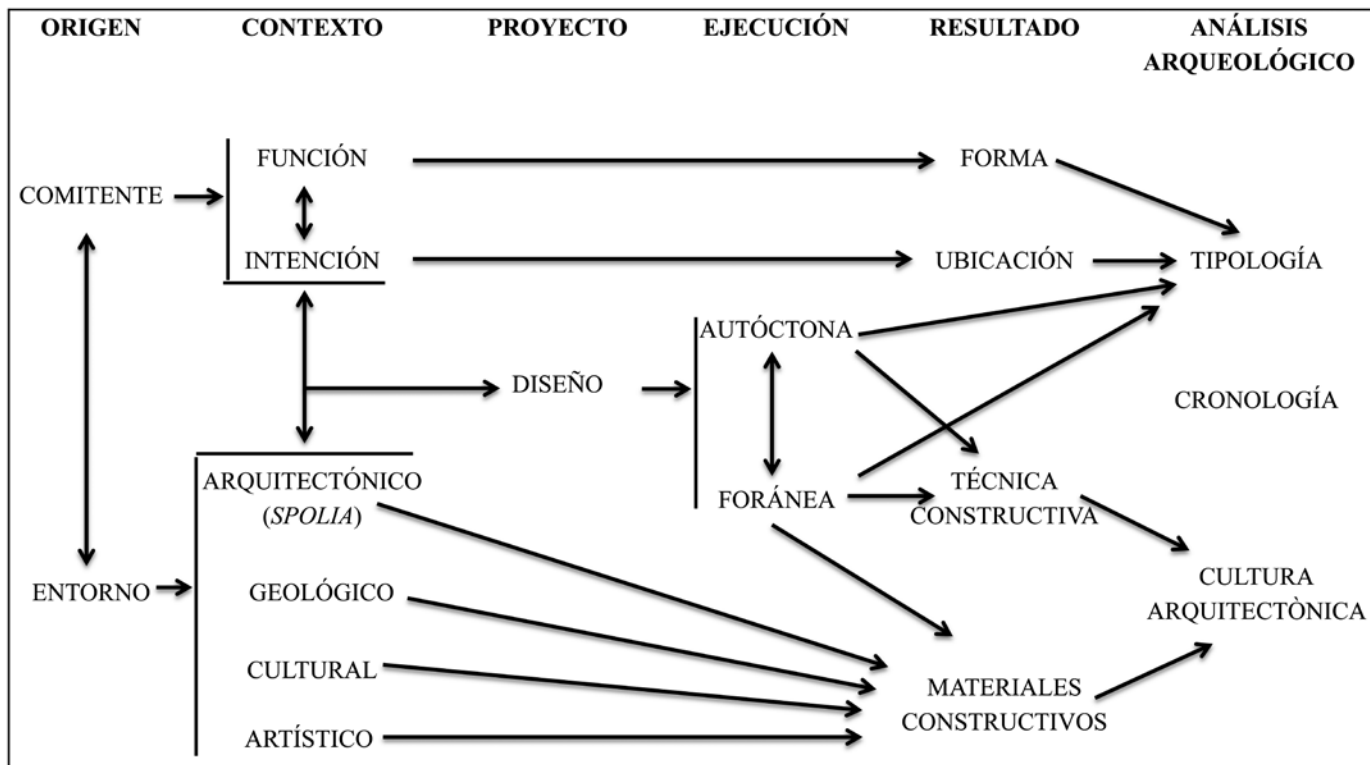 ORIGEN CONTEXTO PROYECTO EJECUCIÓN RESULTADO ANÁLISIS
ARQUEOLÓGICO
FUNCIÓN FORMA
COMITENTE
INTENCIÓN UBICACIÓN TIPOLOGÍA
AUTÓCTONA
DISEÑO
CRONOLOGÍA
ARQUITECTÓNICO
(SPOLIA)
FORÁNEA
TÉCNICA
CONSTRUCTIVA
ENTORNO
GEOLÓGICO
CULTURA
ARQUITECTÒNICA
CULTURAL
MATERIALES
CONSTRUCTIVOS
ARTÍSTICO